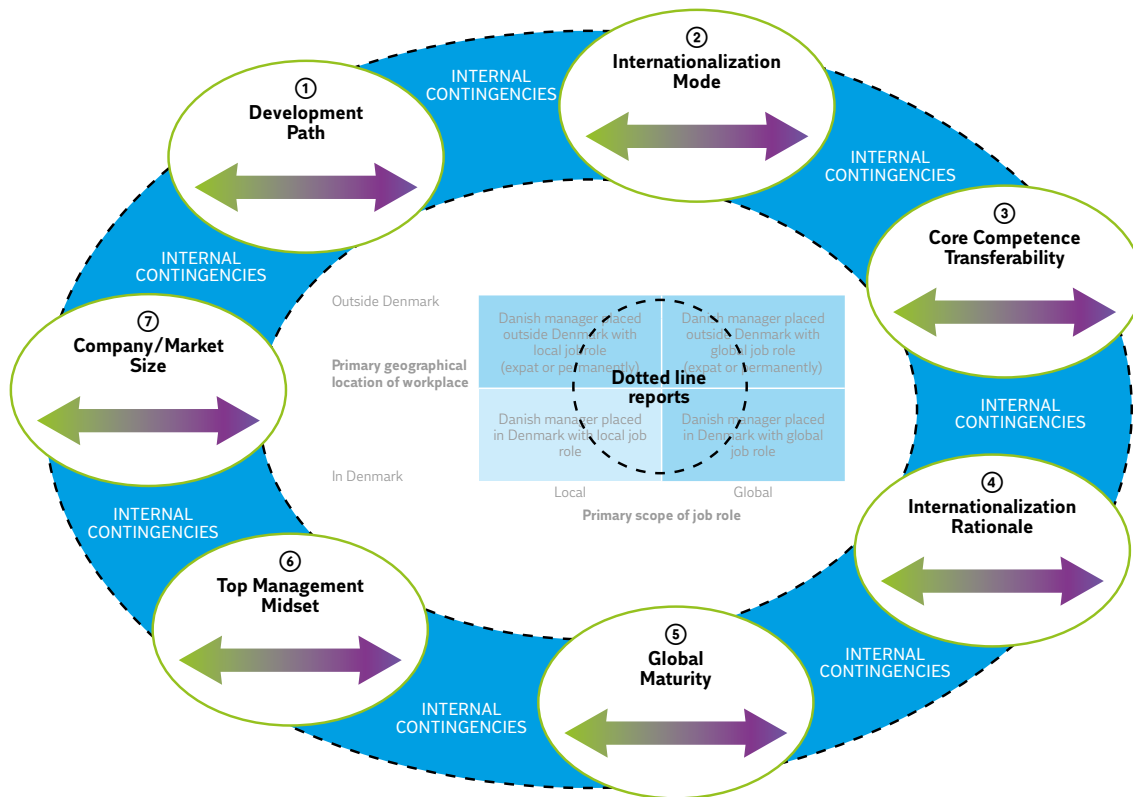 ①
Development
Path
INTERNAL
CONTINGENCIES
②
Internationalization
Mode
INTERNAL
CONTINGENCIES
③
Core Competence
Transferability
INTERNAL
CONTINGENCIES
④
Internationalization
Rationale
INTERNAL
CONTINGENCIES
⑤
Global
Maturity
INTERNAL
CONTINGENCIES
⑥
Top Management
Midset
INTERNAL
CONTINGENCIES
⑦
Company/Market
Size
INTERNAL
CONTINGENCIES
Outside Denmark
Primary geographical
location of workplace
In Denmark
Danish manager placed
outside Denmark with
local job role
(expat or permanently)
Danish manager placed
outside Denmark with
global job role
(expat or permanently)
Dotted line
reports
Danish manager placed
in Denmark with local job
role
Danish manager placed
in Denmark with global
job role
Local
Global
Primary scope of job role